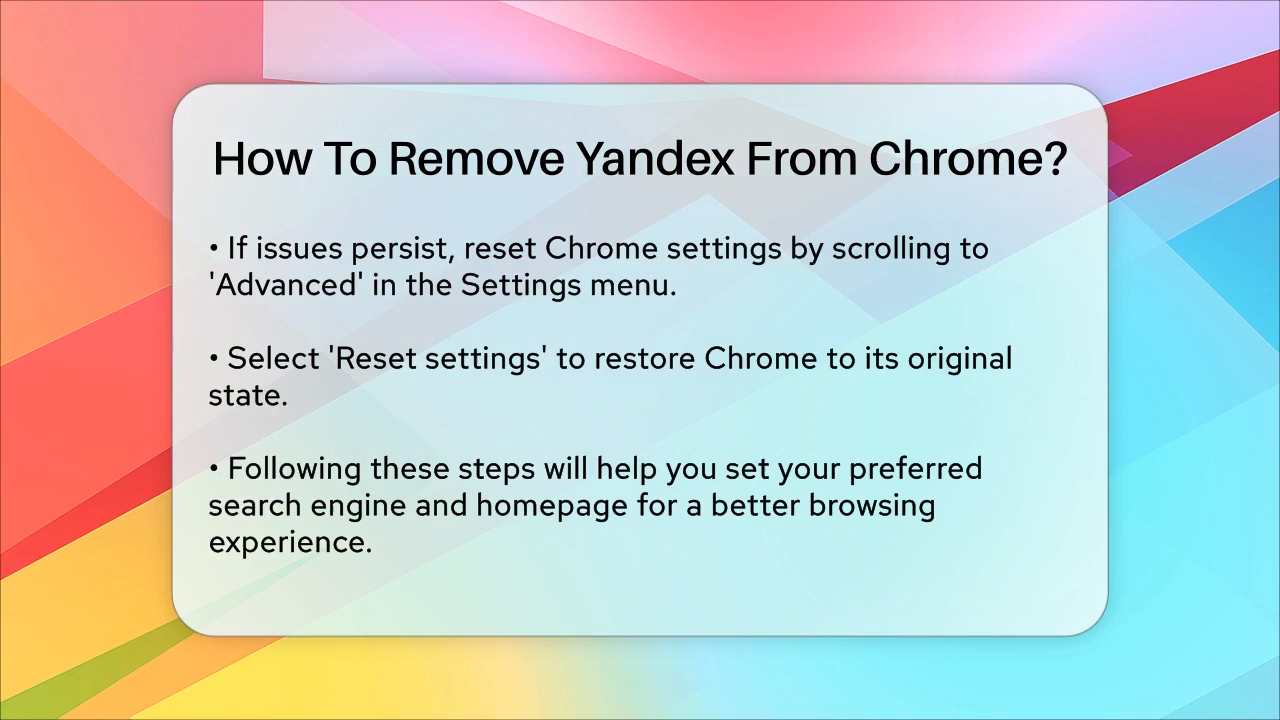 How To Remove Yandex From Chrome?
• If issues persist, reset Chrome settings by scrolling to
'Advanced' in the Settings menu.
• Select 'Reset settings' to restore Chrome to its original
state.
• Following these steps will help you set your preferred
search engine and homepage for a better browsing
experience.